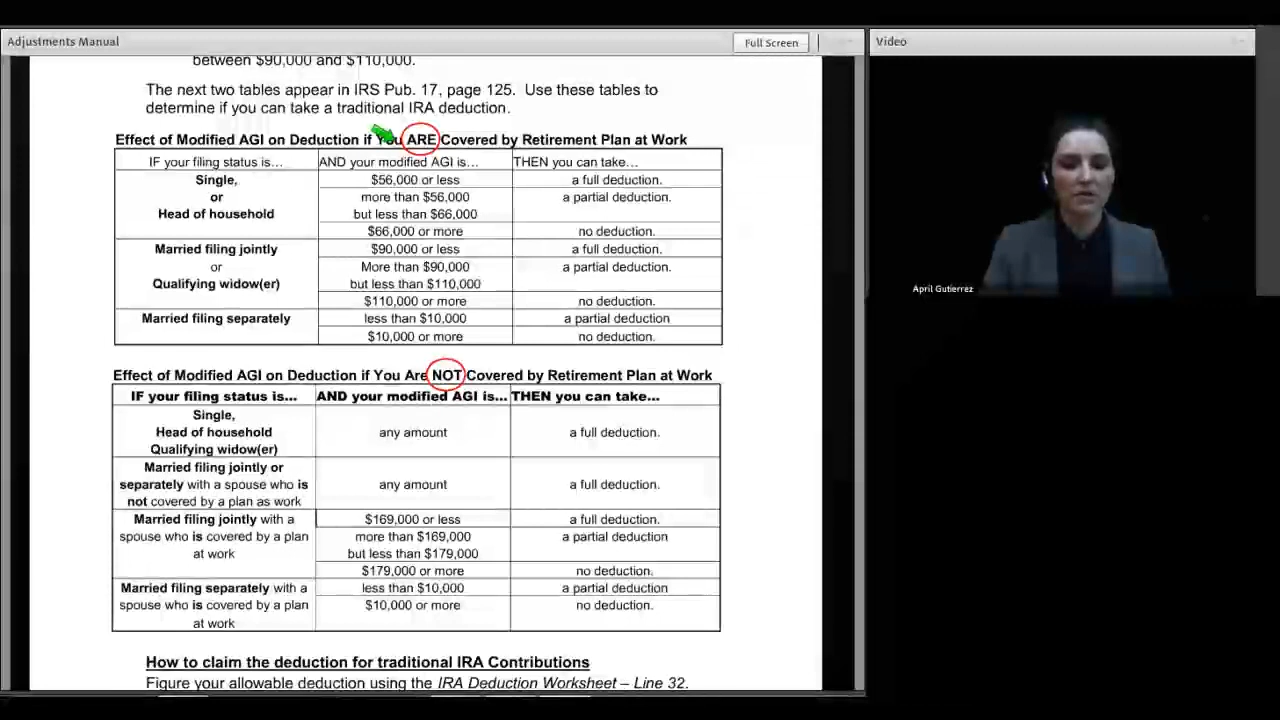 Adjustments Manual
Full Screen
Video
between $90,000 and $110,000.
The next two tables appear in IRS Pub. 17, page 125. Use these tables to
determine if you can take a traditional IRA deduction.
Effect of Modified AGI on Deduction if You ARE Covered by Retirement Plan at Work
IF your filing status is... AND your modified AGI is... THEN you can take...
Single, $56,000 or less a full deduction.
or more than $56,000 a partial deduction.
Head of household but less than $66,000
$66,000 or more no deduction.
Married filing jointly $90,000 or less a full deduction.
or More than $90,000 a partial deduction.
Qualifying widow(er) but less than $110,000
$110,000 or more no deduction.
Married filing separately less than $10,000 a partial deduction
$10,000 or more no deduction.
Effect of Modified AGI on Deduction if You Are NOT Covered by Retirement Plan at Work
IF your filing status is... AND your modified AGI is... THEN you can take...
Single,
Head of household any amount a full deduction.
Qualifying widow(er)
Married filing jointly or
separately with a spouse who is any amount a full deduction.
not covered by a plan as work
Married filing jointly with a $169,000 or less a full deduction.
spouse who is covered by a plan more than $169,000 a partial deduction
at work but less than $179,000
$179,000 or more no deduction.
Married filing separately with a less than $10,000 a partial deduction
spouse who is covered by a plan $10,000 or more no deduction.
at work
How to claim the deduction for traditional IRA Contributions
Figure your allowable deduction using the IRA Deduction Worksheet – Line 32.
April Gutierrez